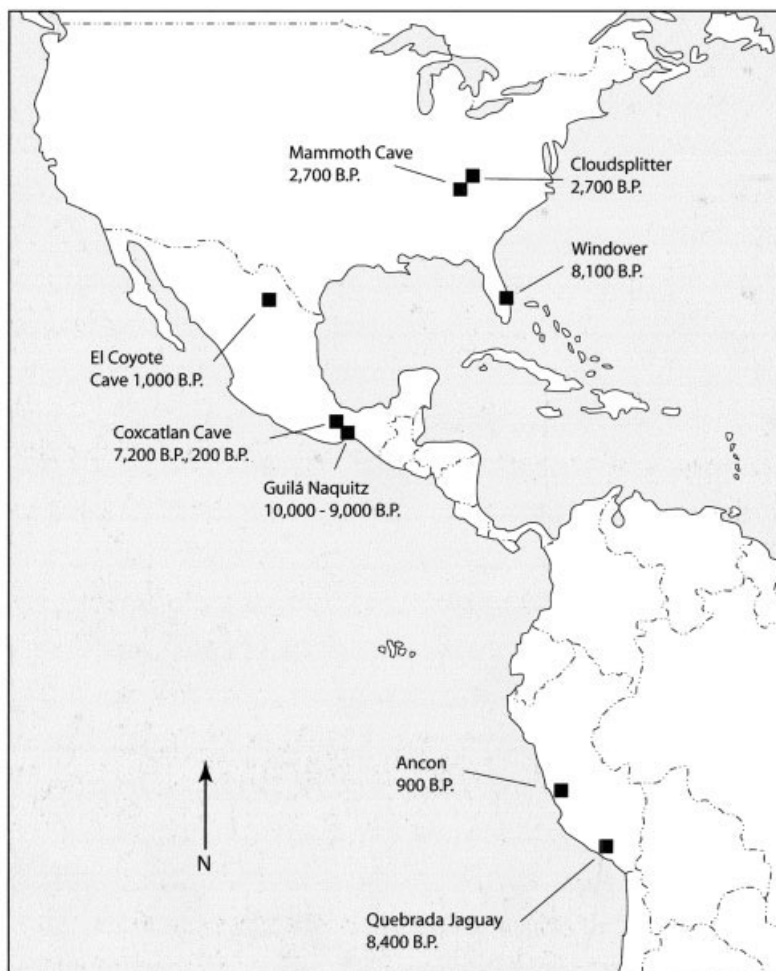 Mammoth Cave
2,700 B.P.
Cloudsplitter
2,700 B.P.
Windover
8,100 B.P.
El Coyote
Cave 1,000 B.P.
Coxcatlan Cave
7,200 B.P., 200 B.P.
Guilá Naquitz
10,000 - 9,000 B.P.
Ancon
900 B.P.
N
Quebrada Jaguay
8,400 B.P.